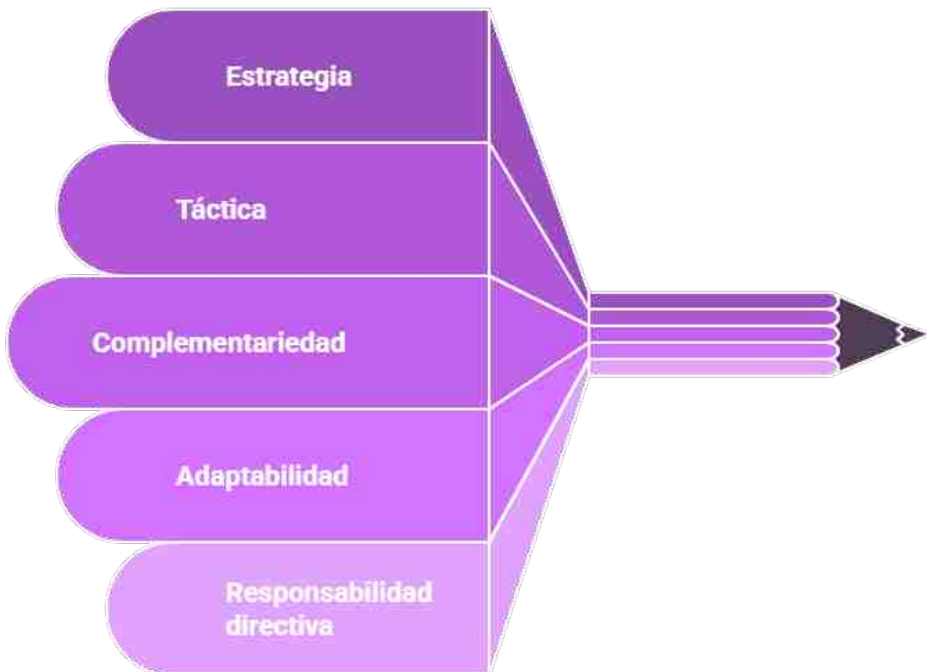 Estrategia
Táctica
Complementariedad
Adaptabilidad
Responsabilidad
directiva